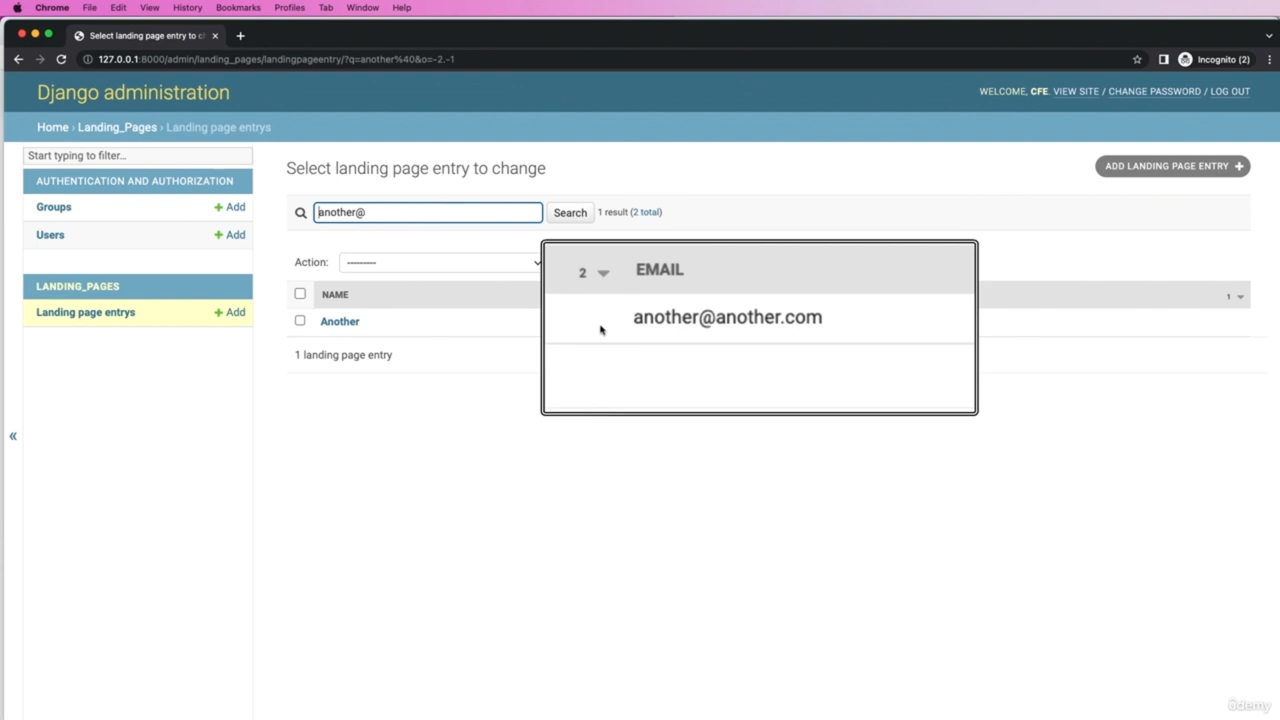 Chrome File Edit View History Bookmarks Profiles Tab Window Help
Select landing page entry to c
127.0.0.1:8000/admin/landing_pages/landingpageentry/?q=another%40&o=-2.-1
Incognito (2)
Django administration
WELCOME, CFE. VIEW SITE / CHANGE PASSWORD / LOG OUT
Home › Landing_Pages › Landing page entrys
Start typing to filter...
AUTHENTICATION AND AUTHORIZATION
Groups + Add
Users + Add
LANDING_PAGES
Landing page entrys + Add
«
Select landing page entry to change
ADD LANDING PAGE ENTRY +
another@
Search 1 result (2 total)
Action: ---------
NAME
1
Another
1 landing page entry
2 EMAIL
another@another.com
ûdemy